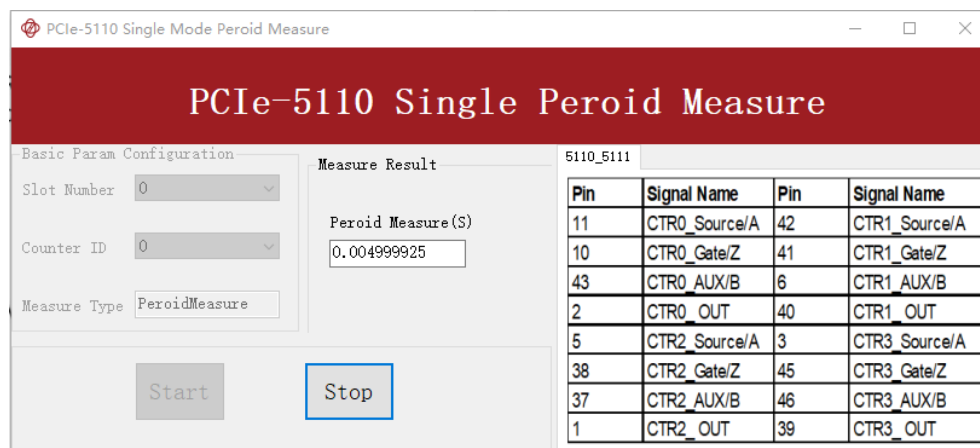 PCIe-5110 Single Mode Peroid Measure
PCIe-5110 Single Peroid Measure
Basic Param Configuration
Slot Number 0
Counter ID 0
Measure Type PeroidMeasure
Measure Result
Peroid Measure(S)
0.004999925
Start
Stop
5110_5111
Pin Signal Name Pin Signal Name
11 CTR0_Source/A 42 CTR1_Source/A
10 CTR0_Gate/Z 41 CTR1_Gate/Z
43 CTR0_AUX/B 6 CTR1_AUX/B
2 CTR0_OUT 40 CTR1_OUT
5 CTR2_Source/A 3 CTR3_Source/A
38 CTR2_Gate/Z 45 CTR3_Gate/Z
37 CTR2_AUX/B 46 CTR3_AUX/B
1 CTR2_OUT 39 CTR3_OUT